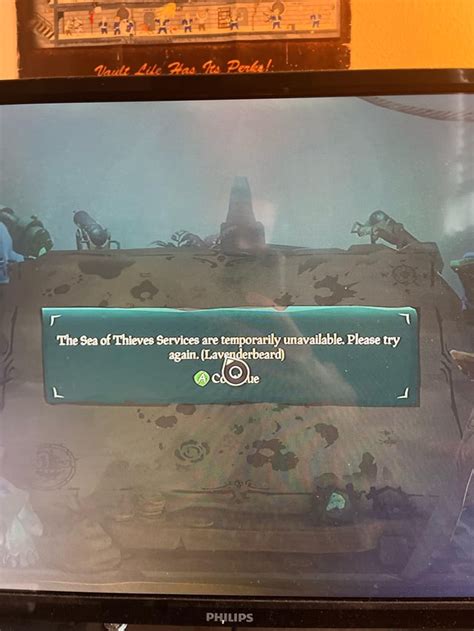 Vault Life Has Its Perks!
The Sea of Thieves Services are temporarily unavailable. Please try
again. (Lavenderbeard)
A
PHILIPS